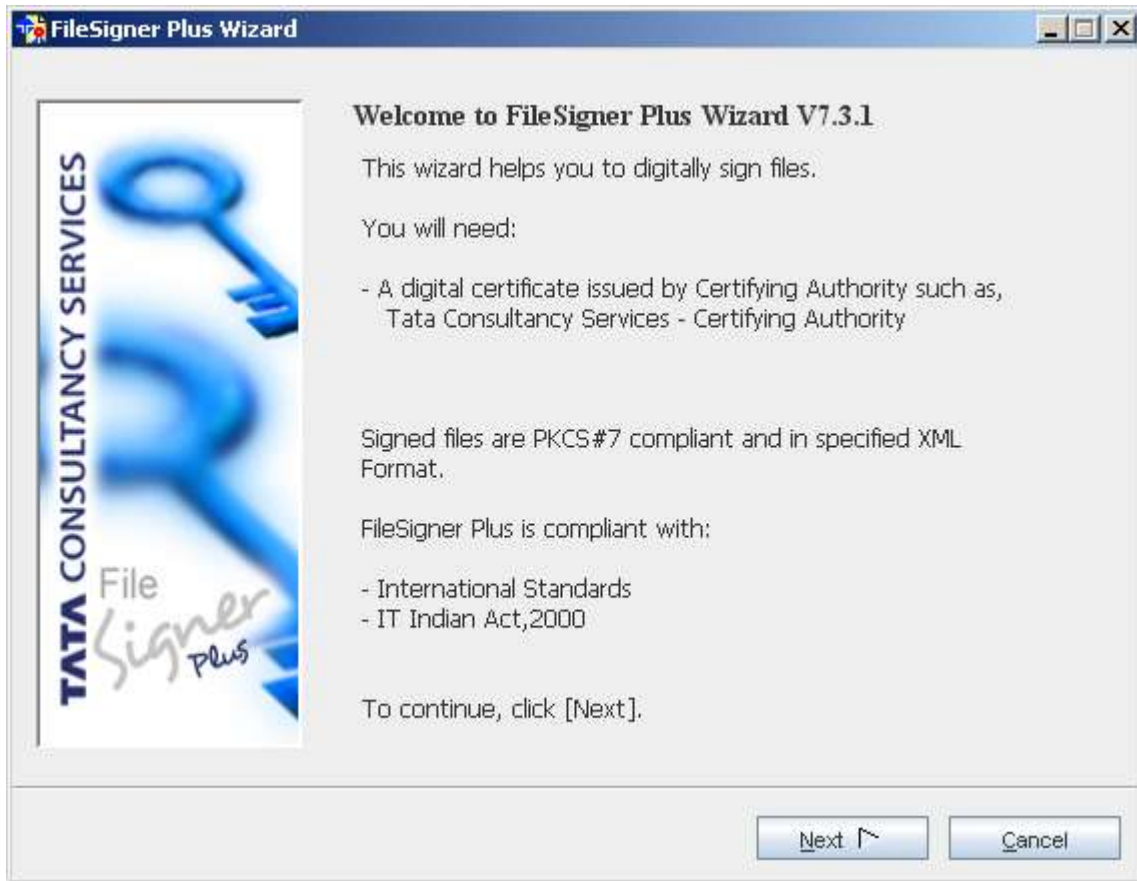 FileSigner Plus Wizard
TATA CONSULTANCY SERVICES
File
Signer
Plus
Welcome to FileSigner Plus Wizard V7.3.1
This wizard helps you to digitally sign files.
You will need:
- A digital certificate issued by Certifying Authority such as,
Tata Consultancy Services - Certifying Authority
Signed files are PKCS#7 compliant and in specified XML
Format.
FileSigner Plus is compliant with:
- International Standards
- IT Indian Act,2000
To continue, click [Next].
Next
Cancel